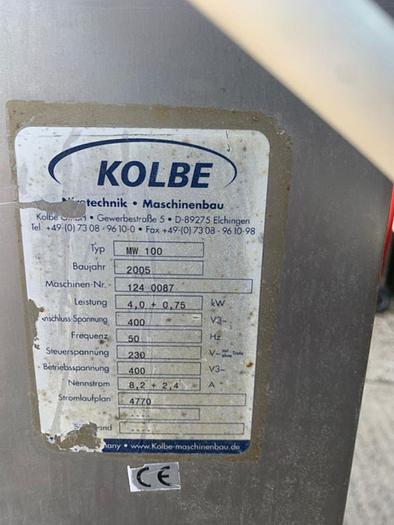 KOLBE
Nirotechnik • Maschinenbau
Kolbe GmbH • Gewerbestraße 5 • D-89275 Elchingen
Tel. +49-(0) 73 08 - 96 10-0 • Fax +49-(0) 73 08 - 96 10-98
Typ MW 100
Baujahr 2005
Maschinen-Nr. 124 0087
Leistung 4,0 + 0,75 kW
Anschluss-Spannung 400 V3~
Frequenz 50 Hz
Steuerspannung 230 V~
Betriebsspannung 400 V3~
Nennstrom 8,2 + 2,4 A
Stromlaufplan 4770
www.Kolbe-maschinenbau.de
CE